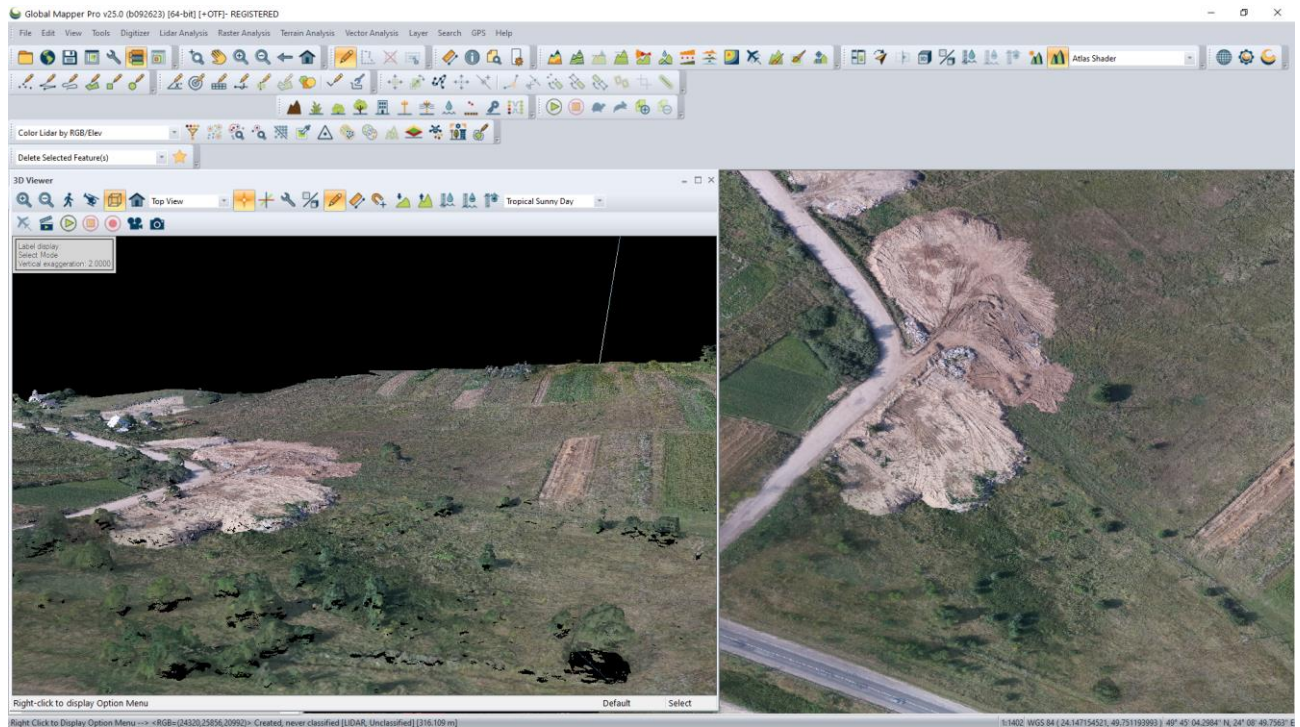 Global Mapper Pro v25.0 (b092623) [64-bit] [+OTF]- REGISTERED
File Edit View Tools Digitizer Lidar Analysis Raster Analysis Terrain Analysis Vector Analysis Layer Search GPS Help
Atlas Shader
Color Lidar by RGB/Elev
Delete Selected Feature(s)
3D Viewer
Top View
Tropical Sunny Day
Label display:
Select Mode
Vertical exaggeration: 2.0000
Right-click to display Option Menu
Default
Select
Right Click to Display Option Menu --> <RGB=(24320,25856,20992)> Created, never classified [LIDAR, Unclassified] [316.109 m]
1:1402 WGS 84 ( 24.147154521, 49.751193993 ) 49° 45' 04.2984" N, 24° 08' 49.7563" E